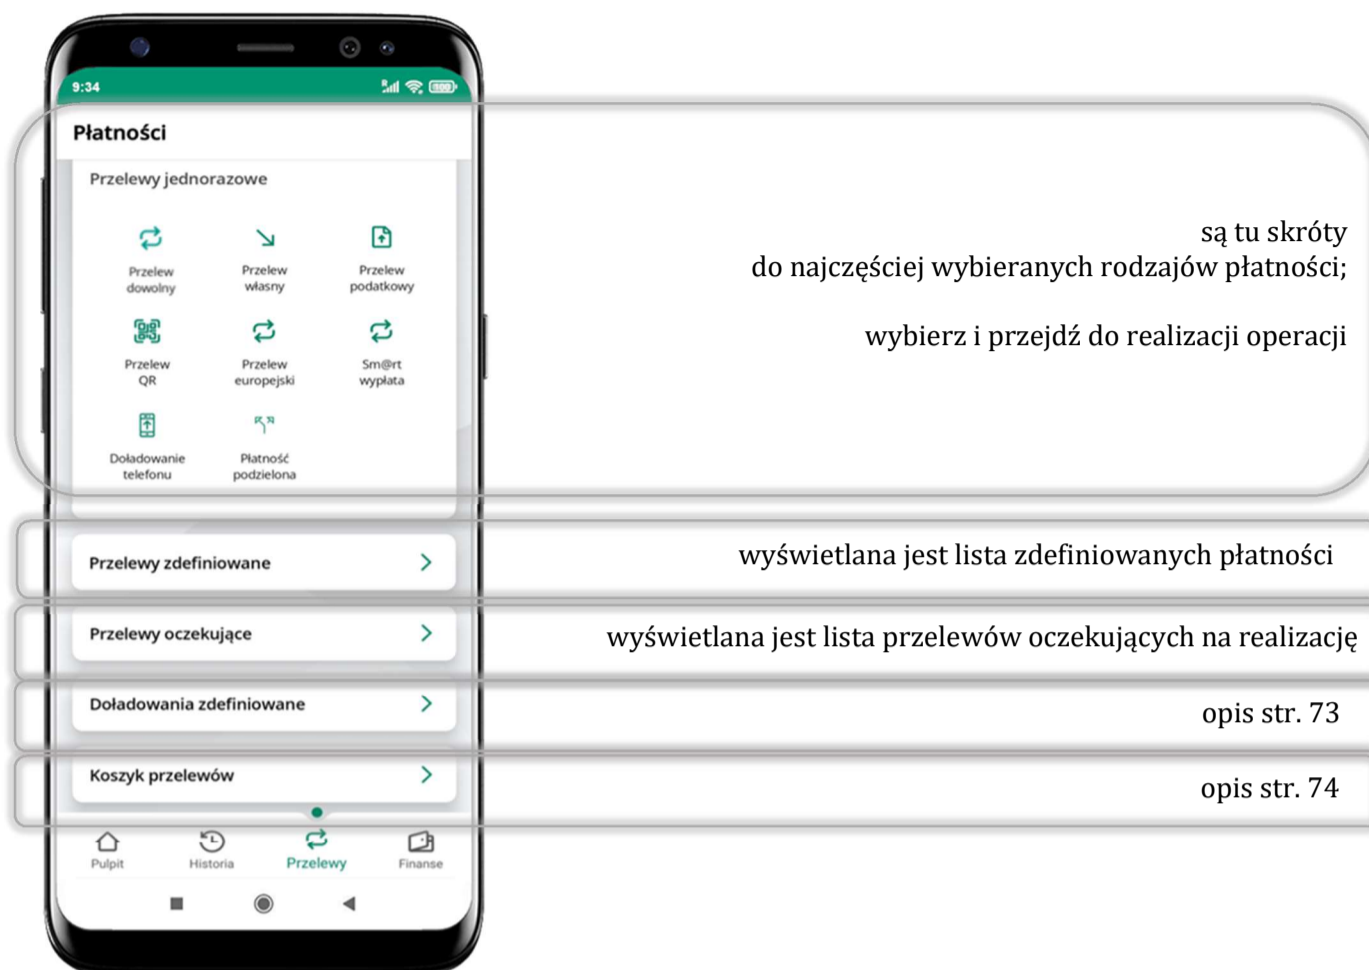 9:34
R
100
Płatności
Przelewy jednorazowe
Przelew
dowolny
Przelew
własny
Przelew
podatkowy
Przelew
QR
Przelew
europejski
Sm@rt
wypłata
Doładowanie
telefonu
Płatność
podzielona
są tu skróty
do najczęściej wybieranych rodzajów płatności;
wybierz i przejdź do realizacji operacji
Przelewy zdefiniowane
wyświetlana jest lista zdefiniowanych płatności
Przelewy oczekujące
wyświetlana jest lista przelewów oczekujących na realizację
Doładowania zdefiniowane
opis str. 73
Koszyk przelewów
opis str. 74
Pulpit
Historia
Przelewy
Finanse